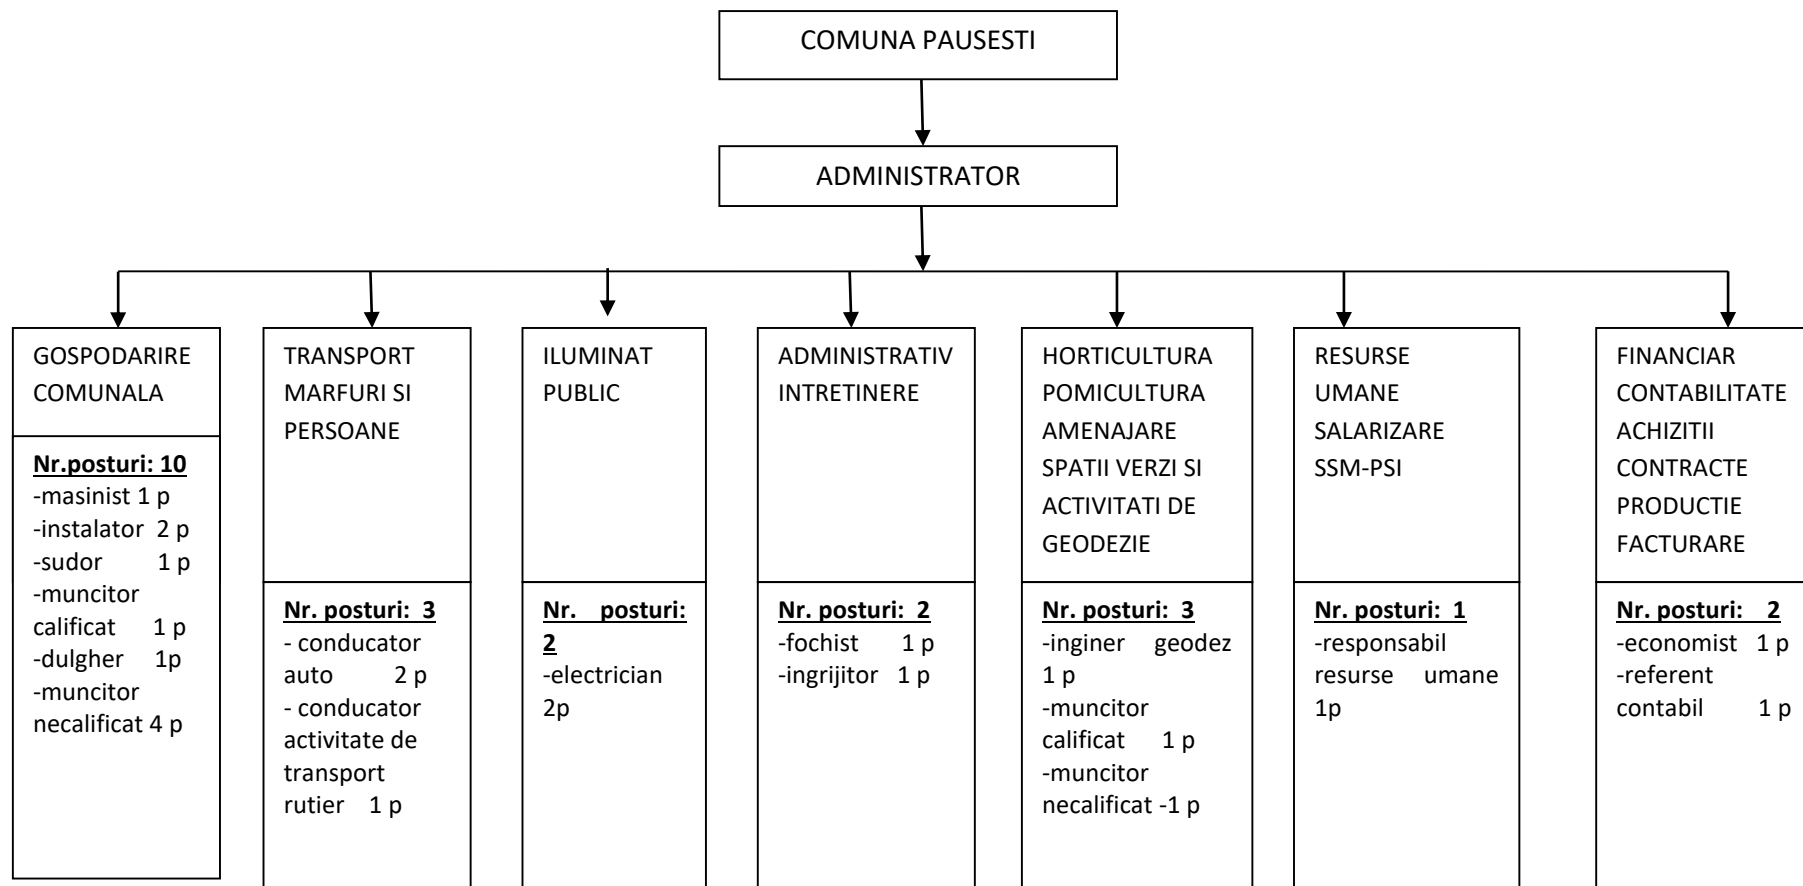 COMUNA PAUSESTI
ADMINISTRATOR
GOSPODARIRE
COMUNALA
Nr.posturi: 10
-masinist 1 p
-instalator 2 p
-sudor 1 p
-muncitor
calificat 1 p
-dulgher 1p
-muncitor
necalificat 4 p
TRANSPORT
MARFURI SI
PERSOANE
Nr. posturi: 3
- conducator
auto 2 p
- conducator
activitate de
transport
rutier 1 p
ILUMINAT
PUBLIC
Nr. posturi:
2
-electrician
2p
ADMINISTRATIV
INTRETINERE
Nr. posturi: 2
-fochist 1 p
-ingrijitor 1 p
HORTICULTURA
POMICULTURA
AMENAJARE
SPATII VERZI SI
ACTIVITATI DE
GEODEZIE
Nr. posturi: 3
-inginer geodez
1 p
-muncitor
calificat 1 p
-muncitor
necalificat -1 p
RESURSE
UMANE
SALARIZARE
SSM-PSI
Nr. posturi: 1
-responsabil
resurse umane
1p
FINANCIAR
CONTABILITATE
ACHIZITII
CONTRACTE
PRODUCTIE
FACTURARE
Nr. posturi: 2
-economist 1 p
-referent
contabil 1 p